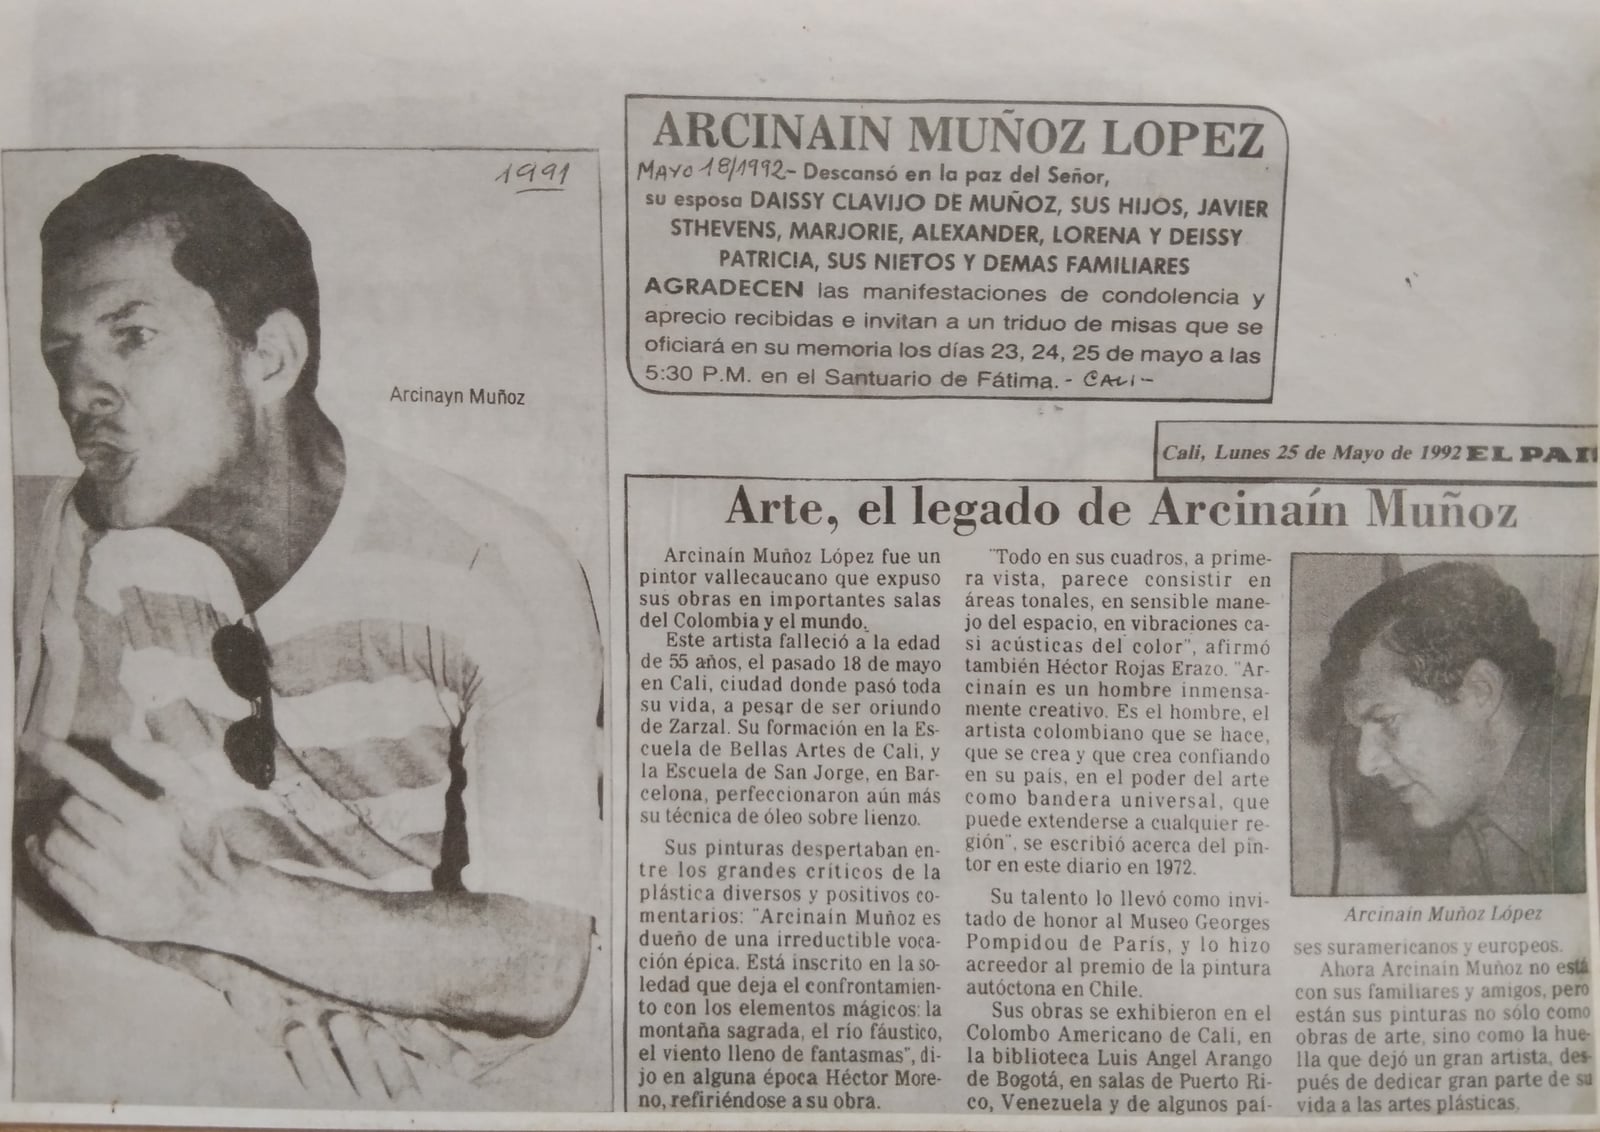 1991
Arcinayn Muñoz
ARCINAIN MUÑOZ LOPEZ
MAYO 18/1992- Descansó en la paz del Señor,
su esposa DAISSY CLAVIJO DE MUÑOZ, SUS HIJOS, JAVIER
STHEVENS, MARJORIE, ALEXANDER, LORENA Y DEISSY
PATRICIA, SUS NIETOS Y DEMAS FAMILIARES
AGRADECEN las manifestaciones de condolencia y
aprecio recibidas e invitan a un triduo de misas que se
oficiará en su memoria los días 23, 24, 25 de mayo a las
5:30 P.M. en el Santuario de Fátima. - CALI -
Cali, Lunes 25 de Mayo de 1992 EL PAI
Arte, el legado de Arcinaín Muñoz
Arcinaín Muñoz López fue un
pintor vallecaucano que expuso
sus obras en importantes salas
del Colombia y el mundo.
Este artista falleció a la edad
de 55 años, el pasado 18 de mayo
en Cali, ciudad donde pasó toda
su vida, a pesar de ser oriundo
de Zarzal. Su formación en la Es-
cuela de Bellas Artes de Cali, y
la Escuela de San Jorge, en Bar-
celona, perfeccionaron aún más
su técnica de óleo sobre lienzo.
Sus pinturas despertaban en-
tre los grandes críticos de la
plástica diversos y positivos co-
mentarios: "Arcinaín Muñoz es
dueño de una irreductible voca-
ción épica. Está inscrito en la so-
ledad que deja el confrontamien-
to con los elementos mágicos: la
montaña sagrada, el río fáustico,
el viento lleno de fantasmas", di-
jo en alguna época Héctor More-
no, refiriéndose a su obra.
"Todo en sus cuadros, a prime-
ra vista, parece consistir en
áreas tonales, en sensible mane-
jo del espacio, en vibraciones ca-
si acústicas del color", afirmó
también Héctor Rojas Erazo. "Ar-
cinaín es un hombre inmensa-
mente creativo. Es el hombre, el
artista colombiano que se hace,
que se crea y que crea confiando
en su país, en el poder del arte
como bandera universal, que
puede extenderse a cualquier re-
gión", se escribió acerca del pin-
tor en este diario en 1972.
Su talento lo llevó como invi-
tado de honor al Museo Georges
Pompidou de París, y lo hizo
acreedor al premio de la pintura
autóctona en Chile.
Sus obras se exhibieron en el
Colombo Americano de Cali, en
la biblioteca Luis Angel Arango
de Bogotá, en salas de Puerto Ri-
co, Venezuela y de algunos paí-
Arcinaín Muñoz López
ses suramericanos y europeos.
Ahora Arcinaín Muñoz no está
con sus familiares y amigos, pero
están sus pinturas no sólo como
obras de arte, sino como la hue-
lla que dejó un gran artista, des-
pués de dedicar gran parte de su
vida a las artes plásticas.